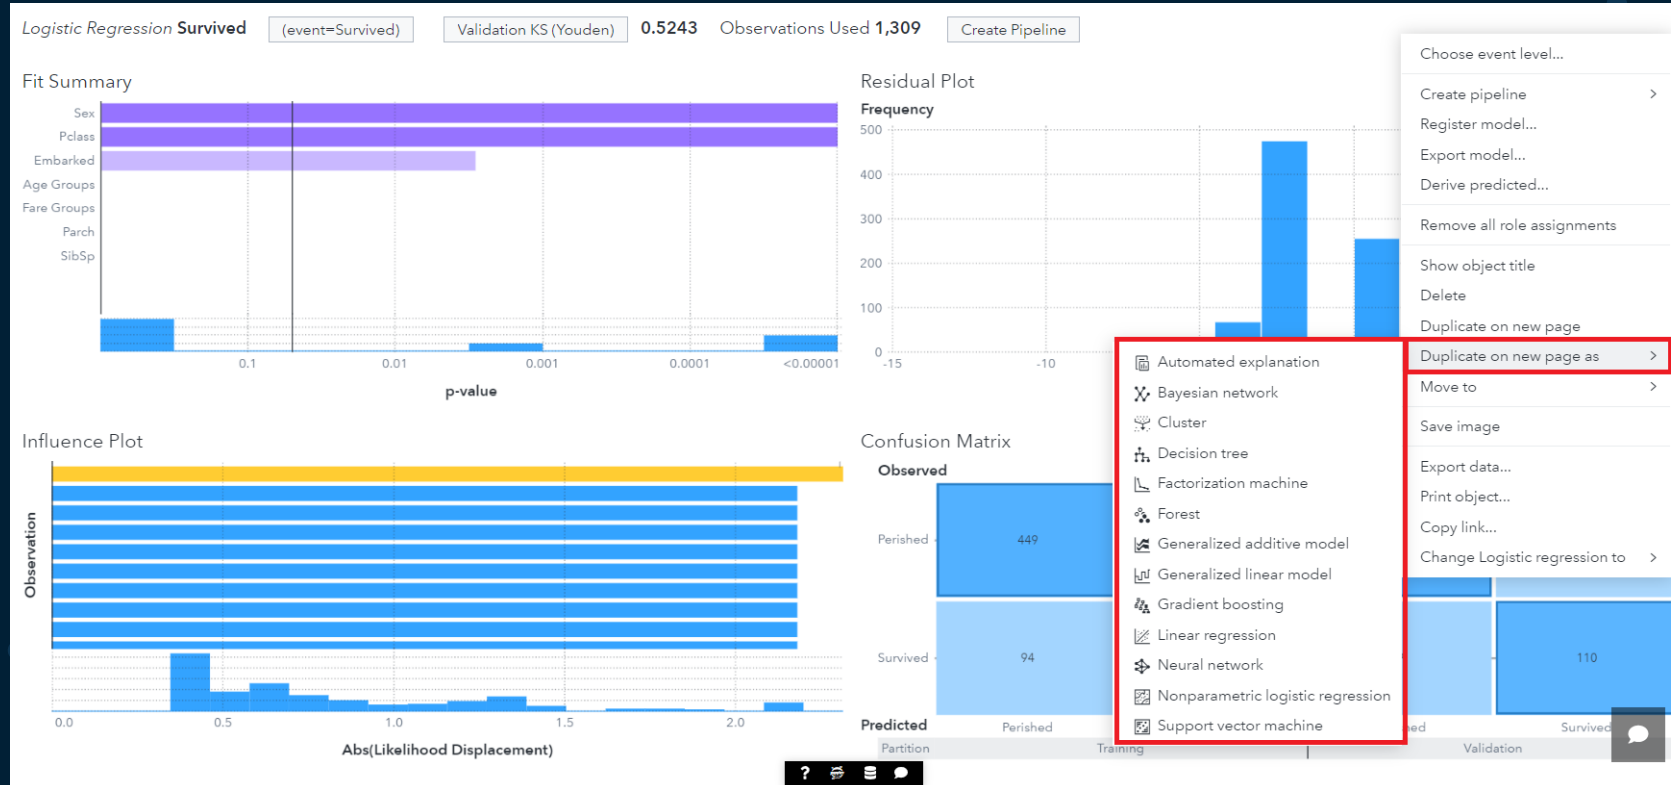 Logistic Regression Survived (event=Survived) Validation KS (Youden) 0.5243 Observations Used 1,309 Create Pipeline
Fit Summary
Sex
Pclass
Embarked
Age Groups
Fare Groups
Parch
SibSp
0.1 0.01 0.001 0.0001 <0.00001
p-value
Residual Plot
Frequency
500
400
300
200
100
0
-15 -10
Influence Plot
Observation
0.0 0.5 1.0 1.5 2.0
Abs(Likelihood Displacement)
Confusion Matrix
Observed
Perished 449
Survived 94 110
Predicted
Perished Survived
Partition Training Validation
Choose event level...
Create pipeline
Register model...
Export model...
Derive predicted...
Remove all role assignments
Show object title
Delete
Duplicate on new page
Duplicate on new page as
Move to
Save image
Export data...
Print object...
Copy link...
Change Logistic regression to
Automated explanation
Bayesian network
Cluster
Decision tree
Factorization machine
Forest
Generalized additive model
Generalized linear model
Gradient boosting
Linear regression
Neural network
Nonparametric logistic regression
Support vector machine
?